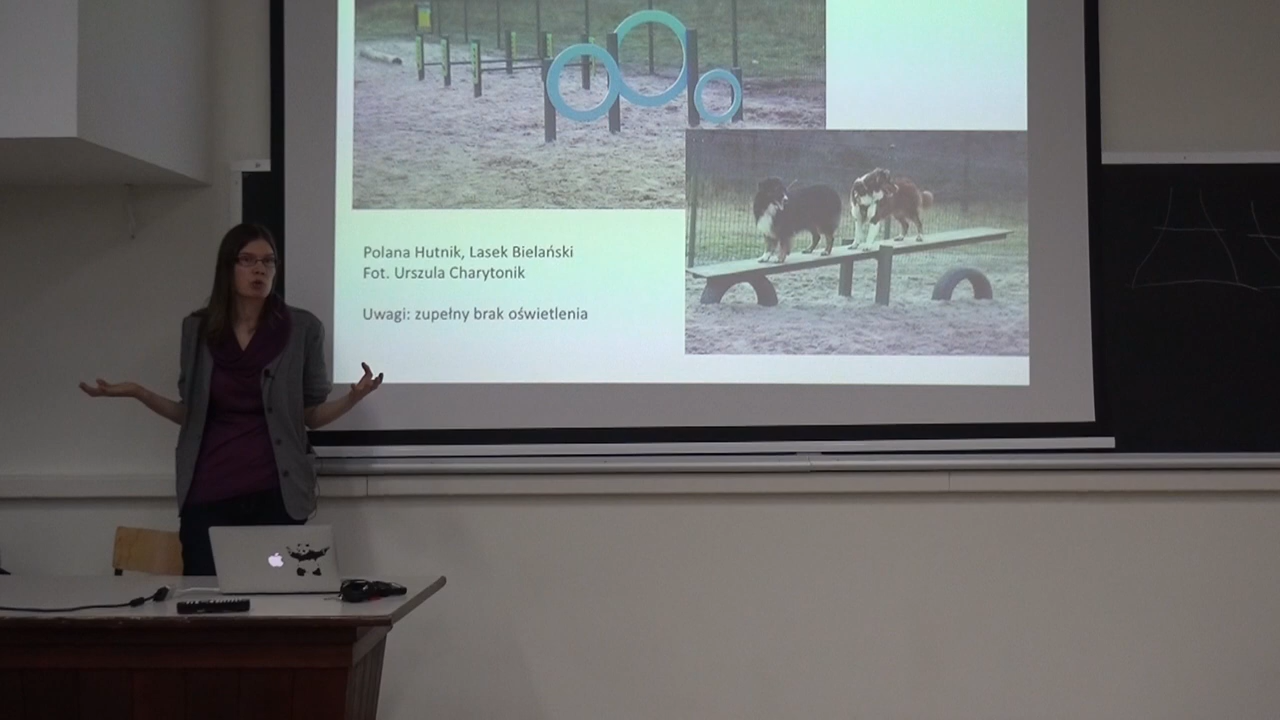 Polana Hutnik, Lasek Bielański
Fot. Urszula Charytonik
Uwagi: zupełny brak oświetlenia